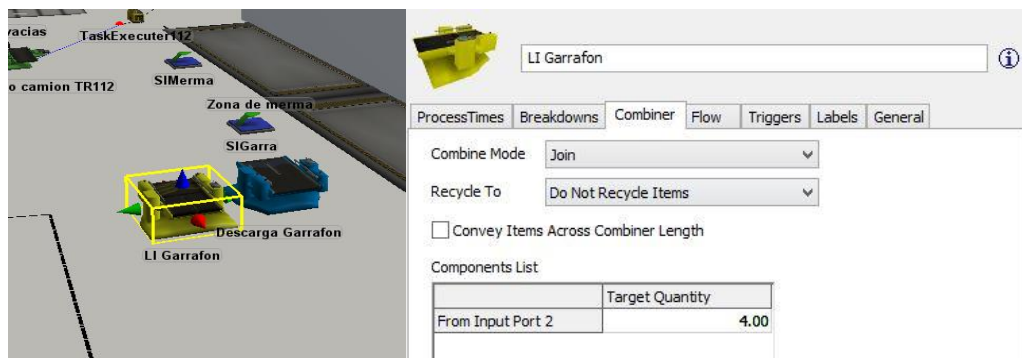 vacias
TaskExecuter112
o camion TR112
SIMerma
Zona de merma
SIGarra
Descarga Garrafon
LI Garrafon
LI Garrafon
ProcessTimes Breakdowns Combiner Flow Triggers Labels General
Combine Mode Join
Recycle To Do Not Recycle Items
Convey Items Across Combiner Length
Components List
Target Quantity
From Input Port 2 4.00